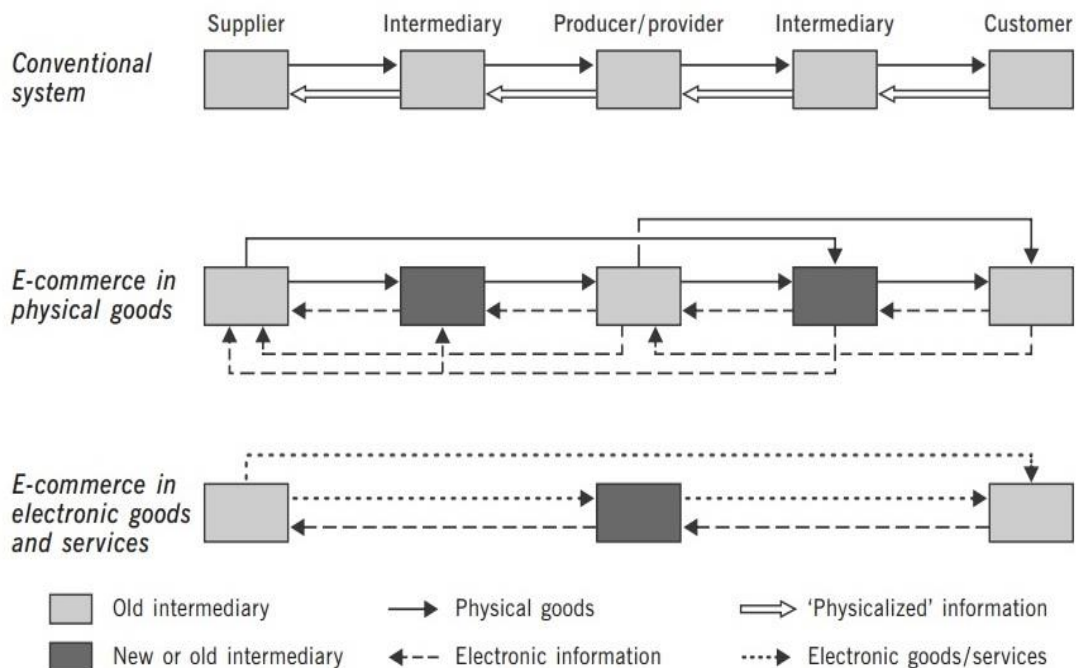 Supplier Intermediary Producer/provider Intermediary Customer
Conventional
system
E-commerce in
physical goods
E-commerce in
electronic goods
and services
Old intermediary Physical goods 'Physicalized' information
New or old intermediary Electronic information Electronic goods/services